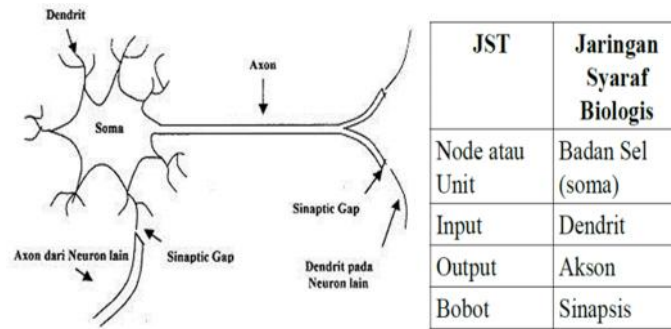 Dendrit
Axon
Soma
Sinaptic Gap
Axon dari Neuron lain
Sinaptic Gap
Dendrit pada
Neuron lain
JST
Jaringan
Syaraf
Biologis
Node atau
Unit
Badan Sel
(soma)
Input
Dendrit
Output
Akson
Bobot
Sinapsis